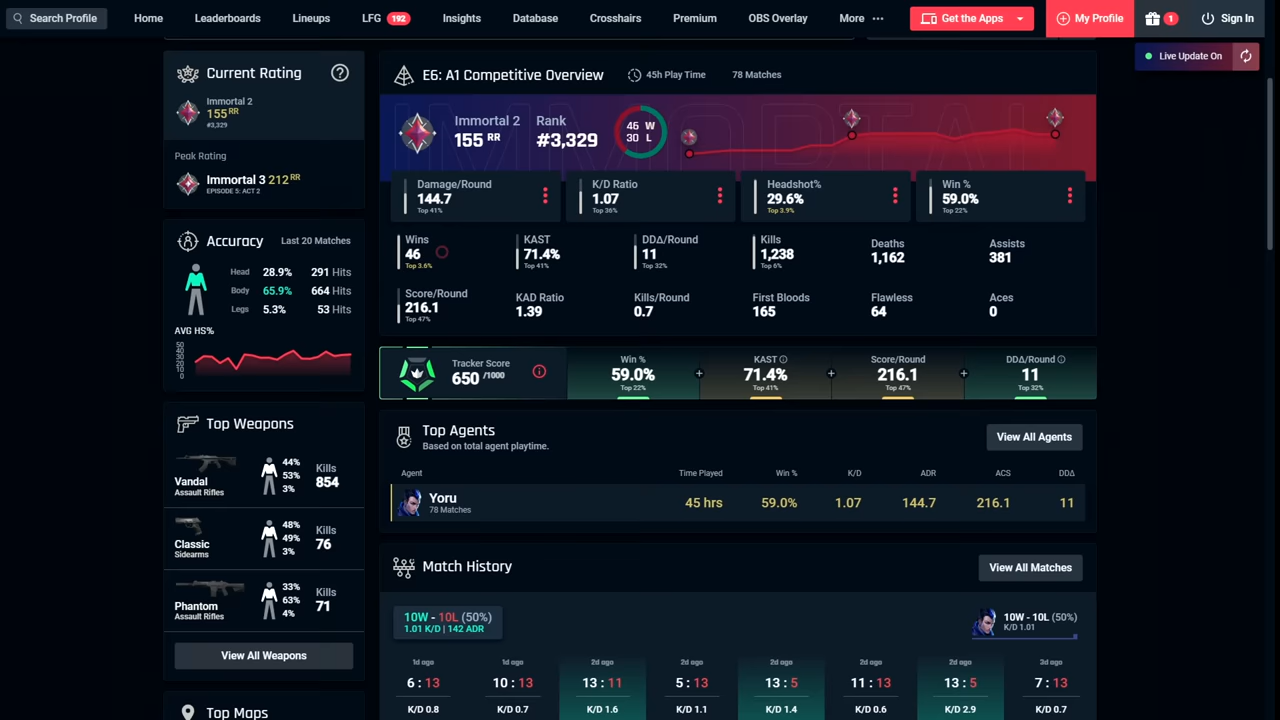 Search Profile
Home
Leaderboards
Lineups
LFG 192
Insights
Database
Crosshairs
Premium
OBS Overlay
More
Get the Apps
My Profile
1
Sign In
Live Update On
Current Rating
?
Immortal 2
155 RR
#3,329
Peak Rating
Immortal 3 212 RR
EPISODE 5: ACT 2
Accuracy
Last 20 Matches
Head 28.9% 291 Hits
Body 65.9% 664 Hits
Legs 5.3% 53 Hits
AVG HS%
50
40
30
20
10
0
Top Weapons
Vandal
Assault Rifles
44%
53%
3%
Kills
854
Classic
Sidearms
48%
49%
3%
Kills
76
Phantom
Assault Rifles
33%
63%
4%
Kills
71
View All Weapons
Top Maps
E6: A1 Competitive Overview
45h Play Time
78 Matches
IMMORTAL
Immortal 2
155 RR
Rank
#3,329
46 W
30 L
Damage/Round
144.7
Top 41%
K/D Ratio
1.07
Top 36%
Headshot%
29.6%
Top 3.9%
Win %
59.0%
Top 22%
Wins
46
Top 3.6%
KAST
71.4%
Top 41%
DDΔ/Round
11
Top 32%
Kills
1,238
Top 6%
Deaths
1,162
Assists
381
Score/Round
216.1
Top 47%
KAD Ratio
1.39
Kills/Round
0.7
First Bloods
165
Flawless
64
Aces
0
Tracker Score
650 /1000
Win %
59.0%
Top 22%
KAST
71.4%
Top 41%
Score/Round
216.1
Top 47%
DDΔ/Round
11
Top 32%
Top Agents
Based on total agent playtime.
View All Agents
Agent Time Played Win % K/D ADR ACS DDΔ
Yoru
78 Matches
45 hrs 59.0% 1.07 144.7 216.1 11
Match History
View All Matches
10W - 10L (50%)
1.01 K/D | 142 ADR
10W - 10L (50%)
K/D 1.01
1d ago 1d ago 2d ago 2d ago 2d ago 2d ago 2d ago 3d ago
6 : 13 10 : 13 13 : 11 5 : 13 13 : 5 11 : 13 13 : 5 7 : 13
K/D 0.8 K/D 0.7 K/D 1.6 K/D 1.1 K/D 1.4 K/D 0.6 K/D 2.9 K/D 0.7